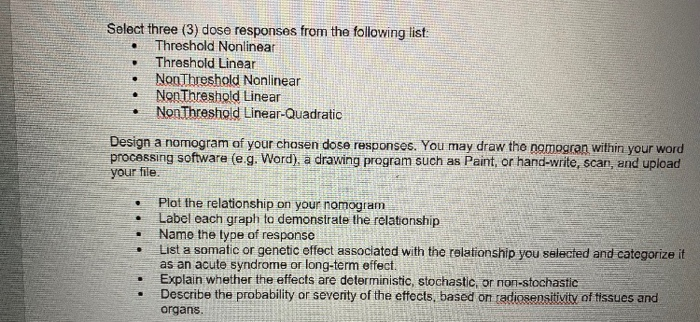 Select three (3) dose responses from the following list:
• Threshold Nonlinear
• Threshold Linear
• NonThreshold Nonlinear
• NonThreshold Linear
• NonThreshold Linear-Quadratic
Design a nomogram of your chosen dose responses. You may draw the nomogran within your word
processing software (e.g. Word), a drawing program such as Paint, or hand-write, scan, and upload
your file.
• Plot the relationship on your nomogram
• Label each graph to demonstrate the relationship
• Name the type of response
• List a somatic or genetic effect associated with the relationship you selected and categorize it
as an acute syndrome or long-term effect.
• Explain whether the effects are deterministic, stochastic, or non-stochastic
• Describe the probability or severity of the effects, based on radiosensitivity of tissues and
organs.